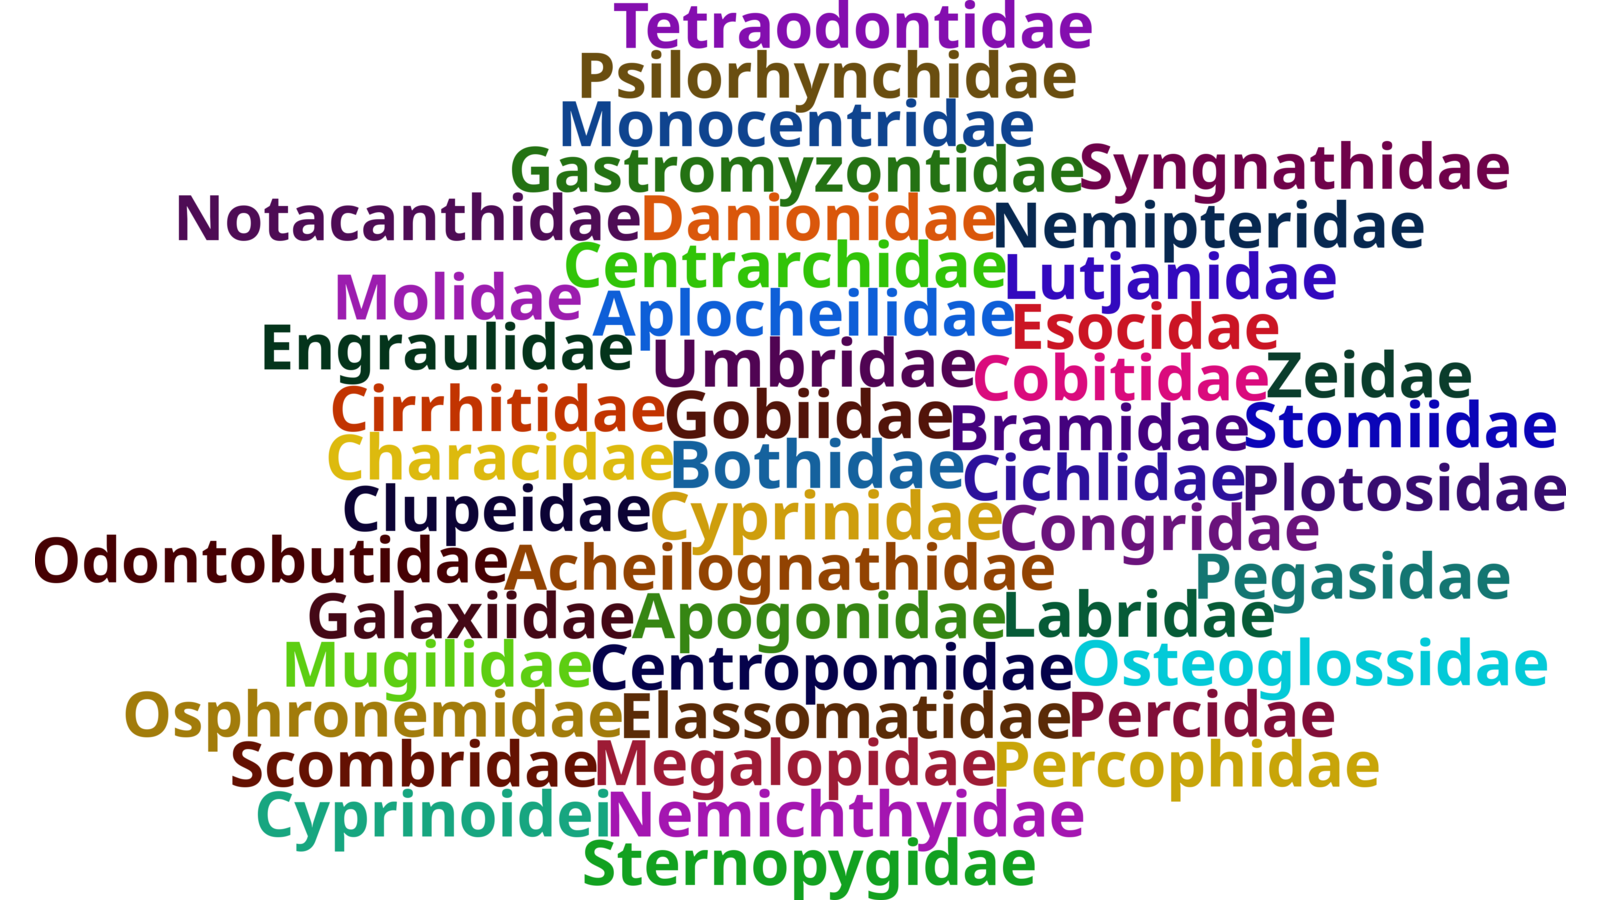 Tetraodontidae
Psilorhynchidae
Monocentridae
Gastromyzontidae Syngnathidae
Notacanthidae Danionidae Nemipteridae
Centrarchidae Lutjanidae
Molidae Aplocheilidae Esocidae
Engraulidae Umbridae Cobitidae Zeidae
Cirrhitidae Gobiidae Bramidae Stomiidae
Characidae Bothidae Cichlidae Plotosidae
Clupeidae Cyprinidae Congridae
Odontobutidae Acheilognathidae Pegasidae
Galaxiidae Apogonidae Labridae
Mugilidae Centropomidae Osteoglossidae
Osphronemidae Elassomatidae Percidae
Scombridae Megalopidae Percophidae
Cyprinoidei Nemichthyidae
Sternopygidae